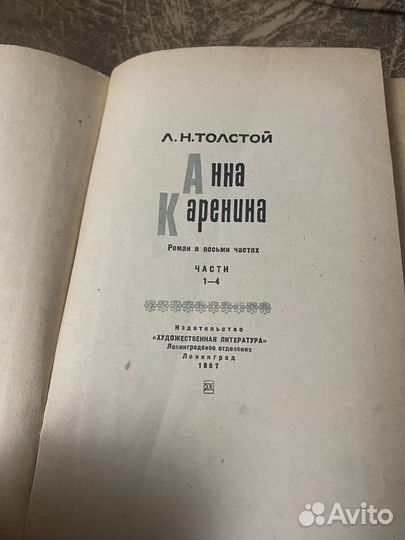 Л. Н. ТОЛСТОЙ
Анна
Каренина
Роман в восьми частях
ЧАСТИ
1—4
Издательство
«ХУДОЖЕСТВЕННАЯ ЛИТЕРАТУРА»
Ленинградское отделение
Ленинград
1967
Avito